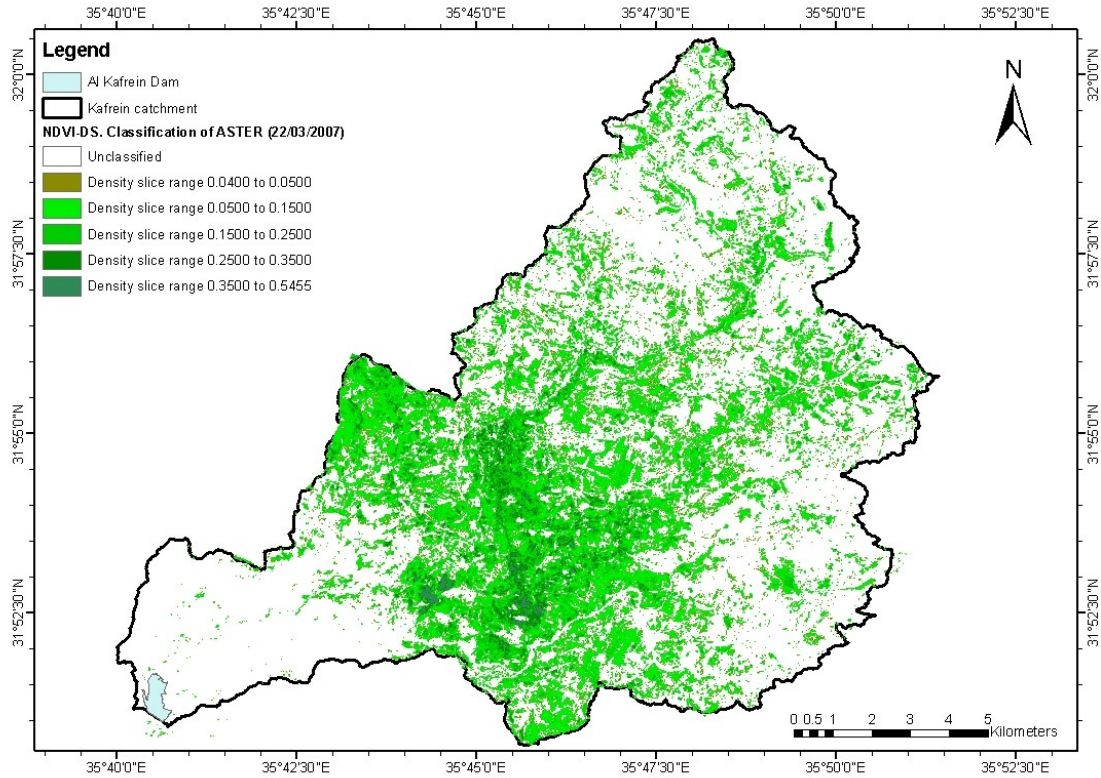 35°40'0"E 35°42'30"E 35°45'0"E 35°47'30"E 35°50'0"E 35°52'30"E
Legend
Al Kafrein Dam
Kafrein catchment
NDVI-DS. Classification of ASTER (22/03/2007)
Unclassified
Density slice range 0.0400 to 0.0500
Density slice range 0.0500 to 0.1500
Density slice range 0.1500 to 0.2500
Density slice range 0.2500 to 0.3500
Density slice range 0.3500 to 0.5455
N
32°0'0"N
31°57'30"N
31°55'0"N
31°52'30"N
32°0'0"N
31°57'30"N
31°55'0"N
31°52'30"N
0 0.5 1 2 3 4 5
Kilometers
35°40'0"E 35°42'30"E 35°45'0"E 35°47'30"E 35°50'0"E 35°52'30"E